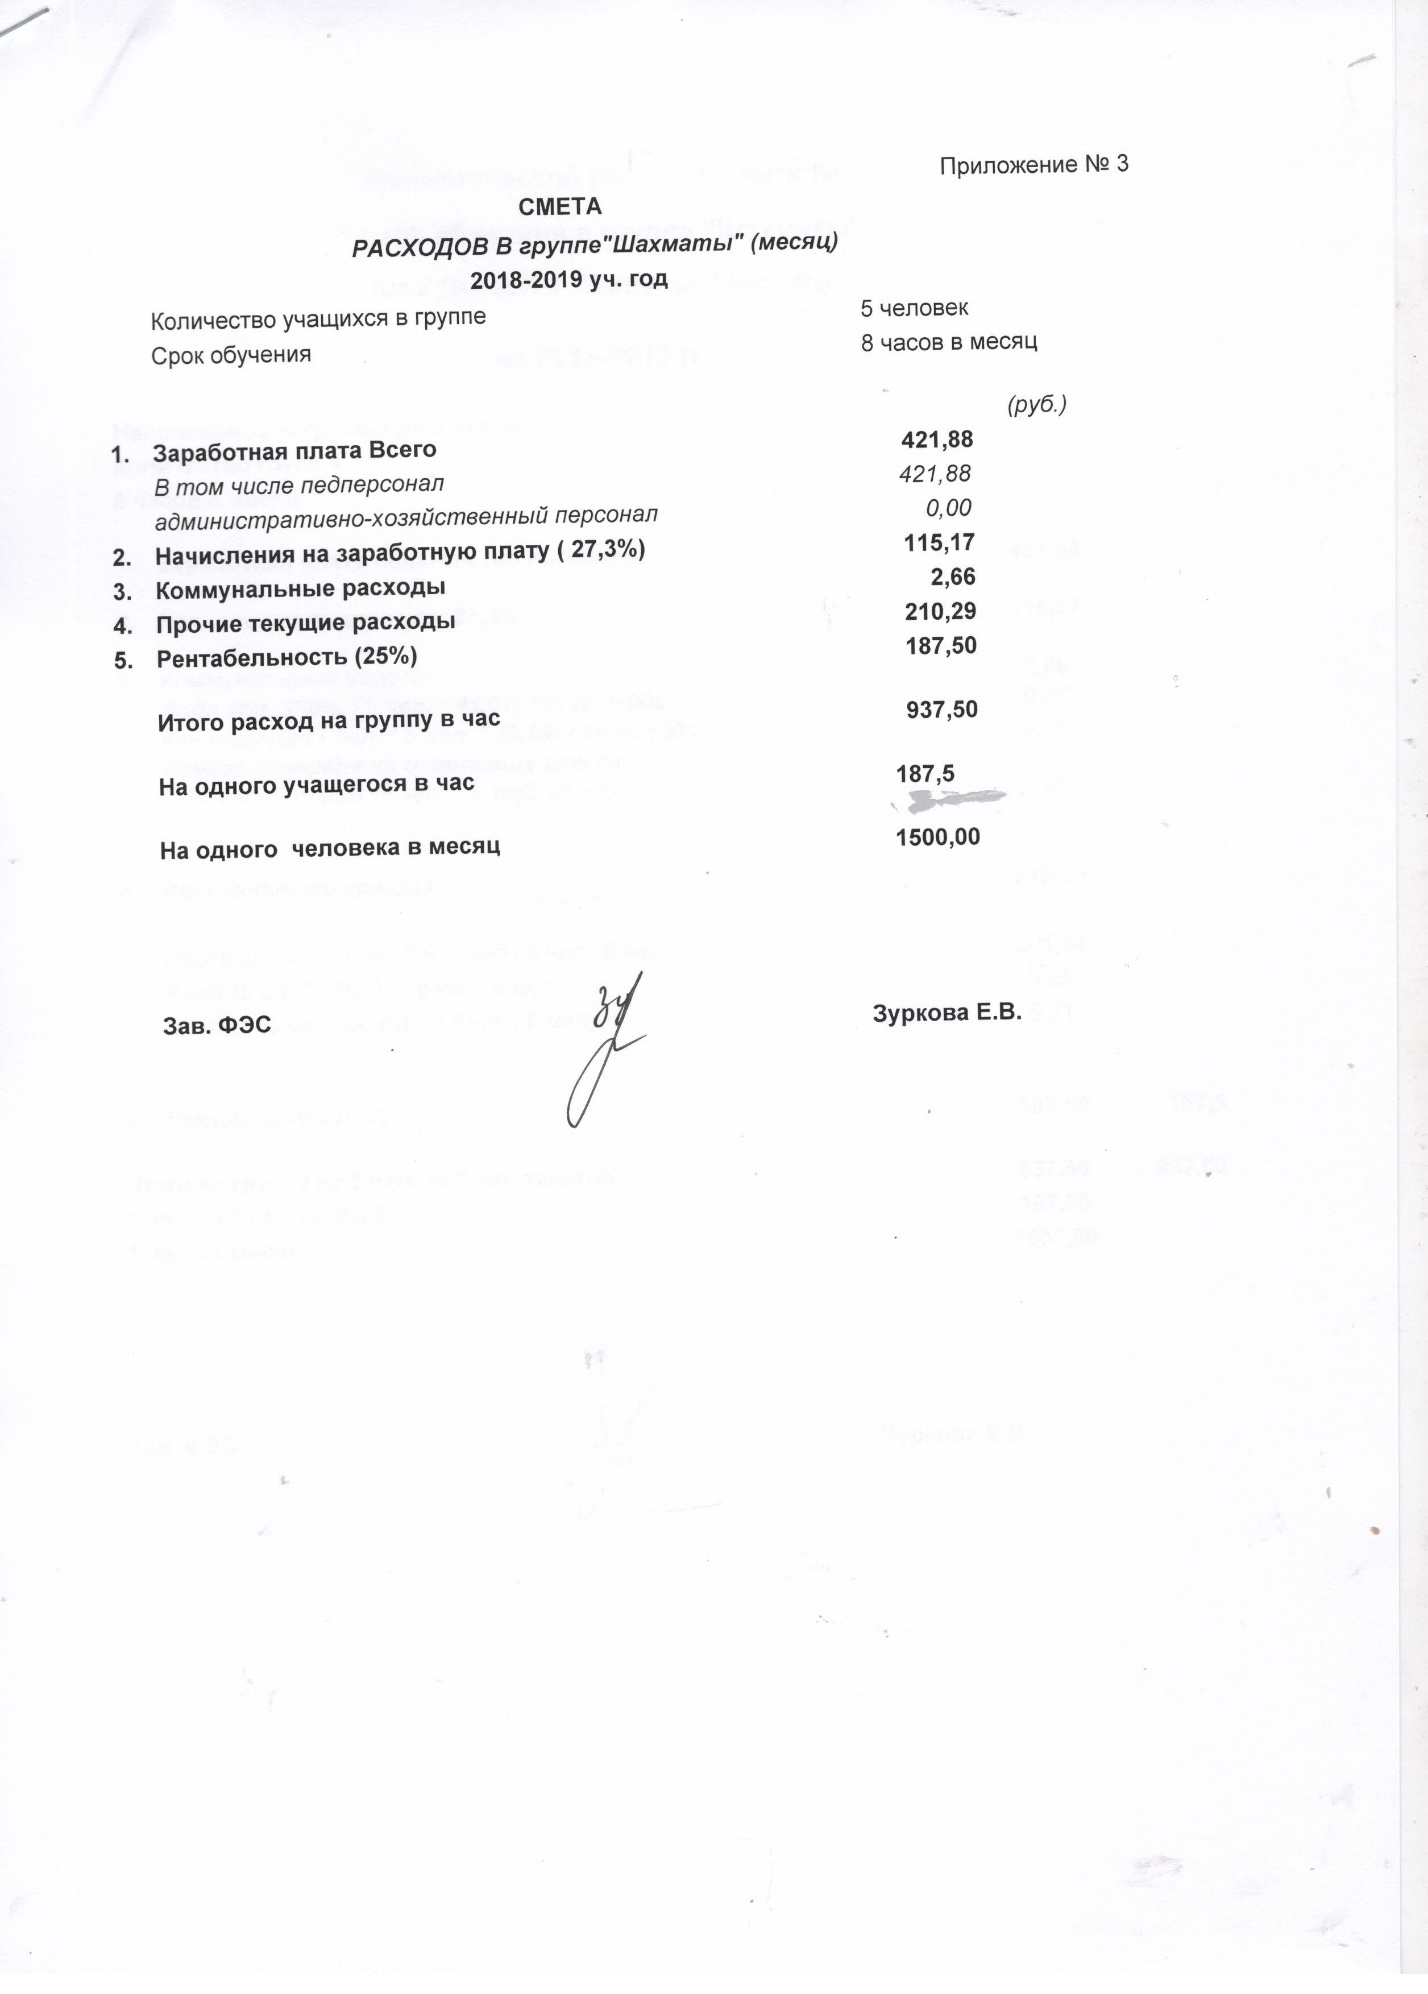 Приложение № 3
СМЕТА
РАСХОДОВ В группе"Шахматы" (месяц)
2018-2019 уч. год
Количество учащихся в группе 5 человек
Срок обучения 8 часов в месяц
(руб.)
1. Заработная плата Всего 421,88
В том числе педперсонал 421,88
административно-хозяйственный персонал 0,00
2. Начисления на заработную плату ( 27,3%) 115,17
3. Коммунальные расходы 2,66
4. Прочие текущие расходы 210,29
5. Рентабельность (25%) 187,50
Итого расход на группу в час 937,50
На одного учащегося в час 187,5
На одного человека в месяц 1500,00
Зав. ФЭС Зуркова Е.В.